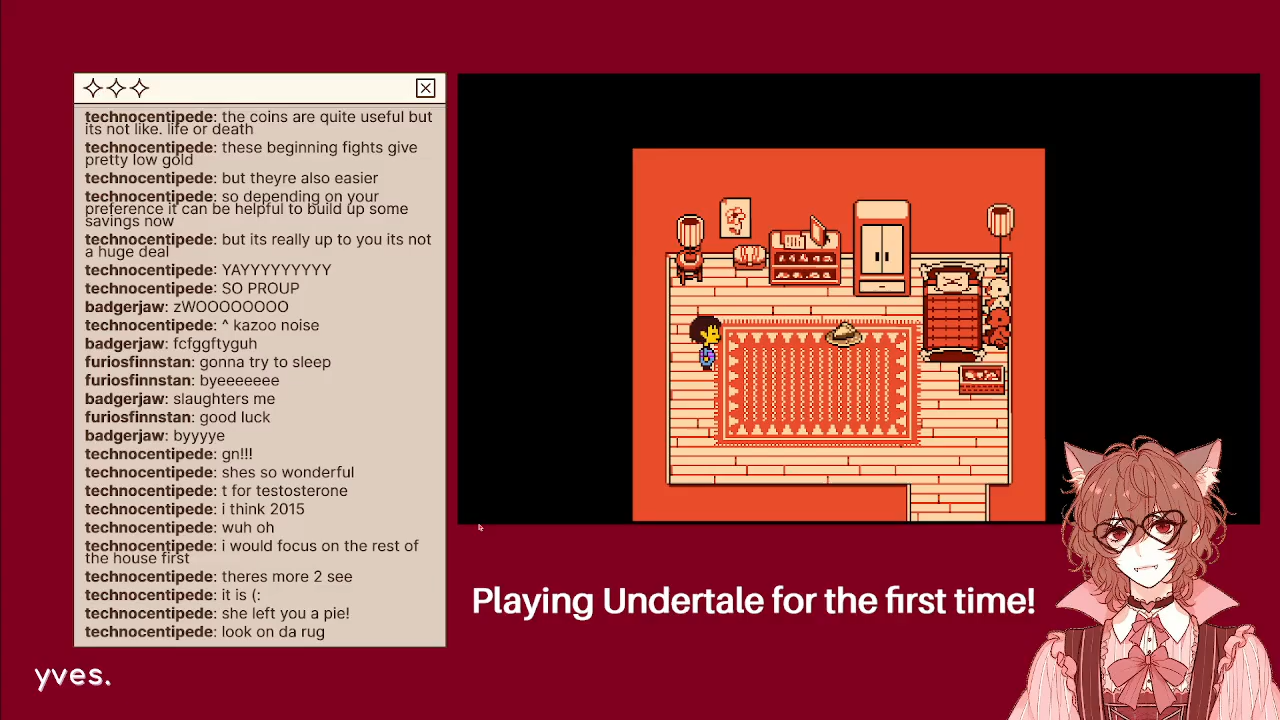 technocentipede: the coins are quite useful but
its not like. life or death
technocentipede: these beginning fights give
pretty low gold
technocentipede: but theyre also easier
technocentipede: so depending on your
preference it can be helpful to build up some
savings now
technocentipede: but its really up to you its not
a huge deal
technocentipede: YAYYYYYYYYY
technocentipede: SO PROUP
badgerjaw: zWOOOOOOOO
technocentipede: ^ kazoo noise
badgerjaw: fcfggftyguh
furiosfinnstan: gonna try to sleep
furiosfinnstan: byeeeeeee
badgerjaw: slaughters me
furiosfinnstan: good luck
badgerjaw: byyyye
technocentipede: gn!!!
technocentipede: shes so wonderful
technocentipede: t for testosterone
technocentipede: i think 2015
technocentipede: wuh oh
technocentipede: i would focus on the rest of
the house first
technocentipede: theres more 2 see
technocentipede: it is (:
technocentipede: she left you a pie!
technocentipede: look on da rug
Playing Undertale for the first time!
yves.